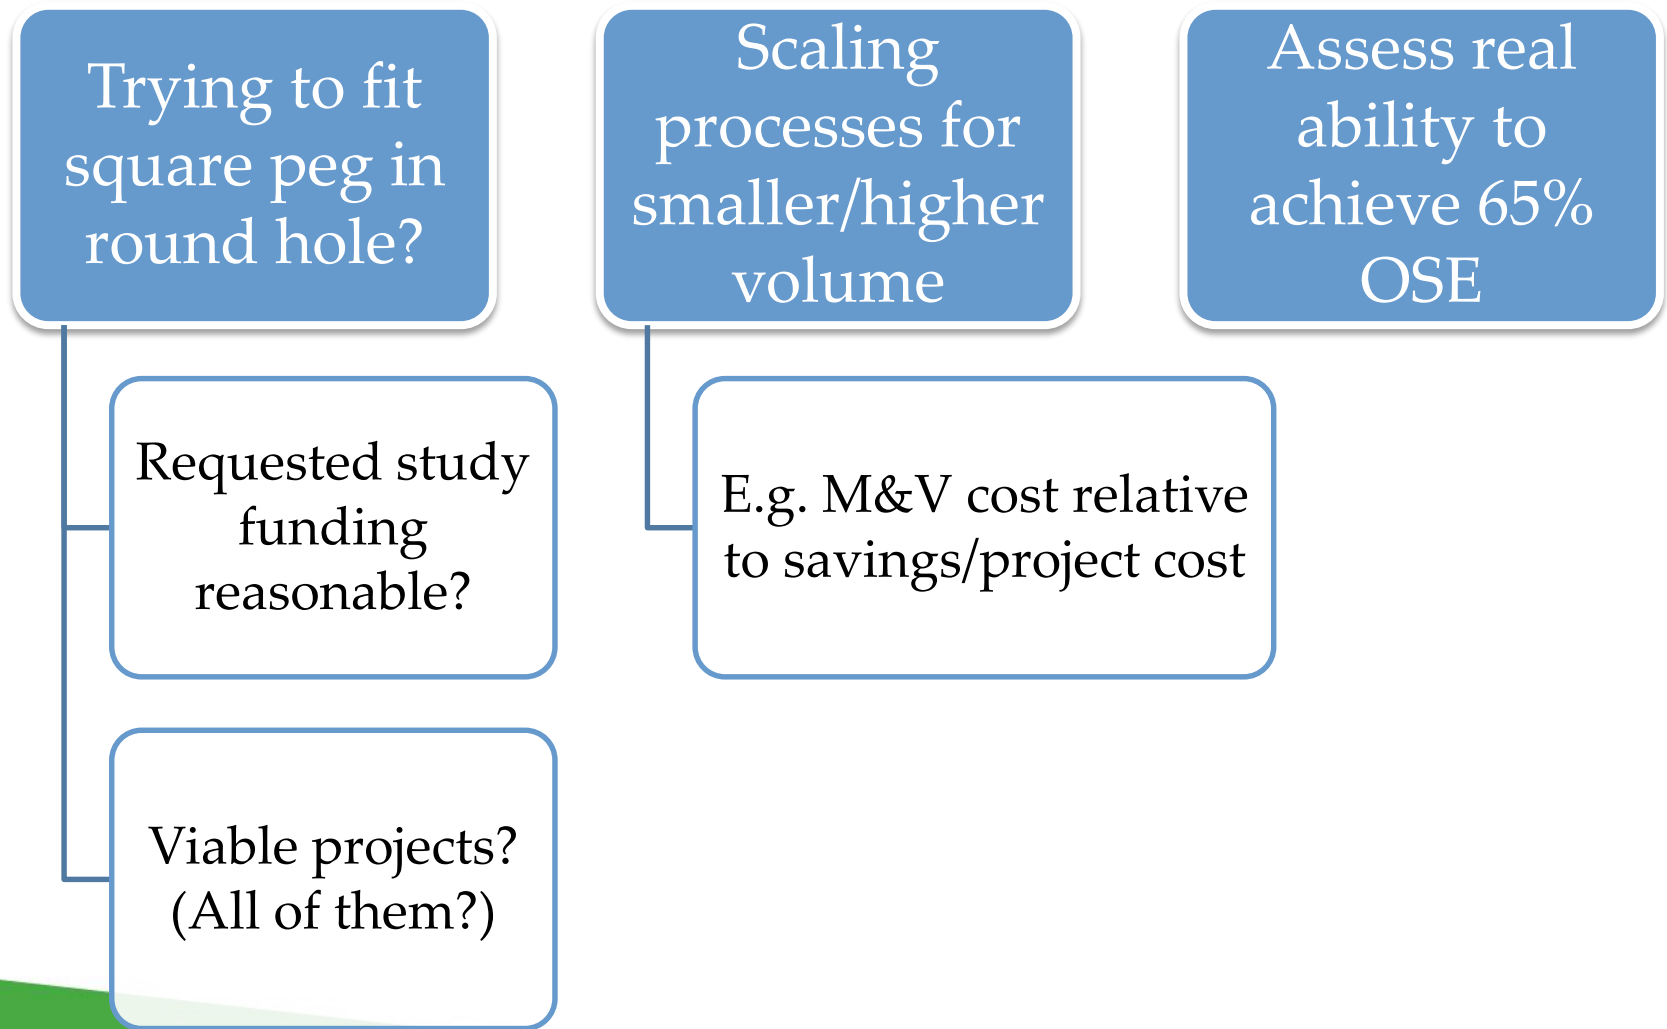 Trying to fit
square peg in
round hole?
Requested study
funding
reasonable?
Viable projects?
(All of them?)
Scaling
processes for
smaller/higher
volume
E.g. M&V cost relative
to savings/project cost
Assess real
ability to
achieve 65%
OSE